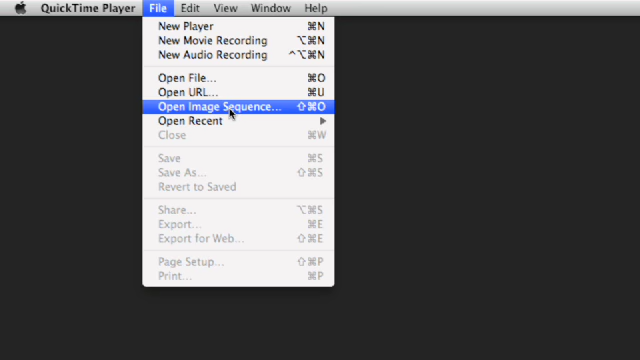 QuickTime Player File Edit View Window Help
New Player ⌘N
New Movie Recording ⌥⌘N
New Audio Recording ^⌥⌘N
Open File... ⌘O
Open URL... ⌘U
Open Image Sequence... ⇧⌘O
Open Recent ▶
Close ⌘W
Save ⌘S
Save As... ⇧⌘S
Revert to Saved
Share... ⌥⌘S
Export... ⌘E
Export for Web... ⇧⌘E
Page Setup... ⇧⌘P
Print... ⌘P